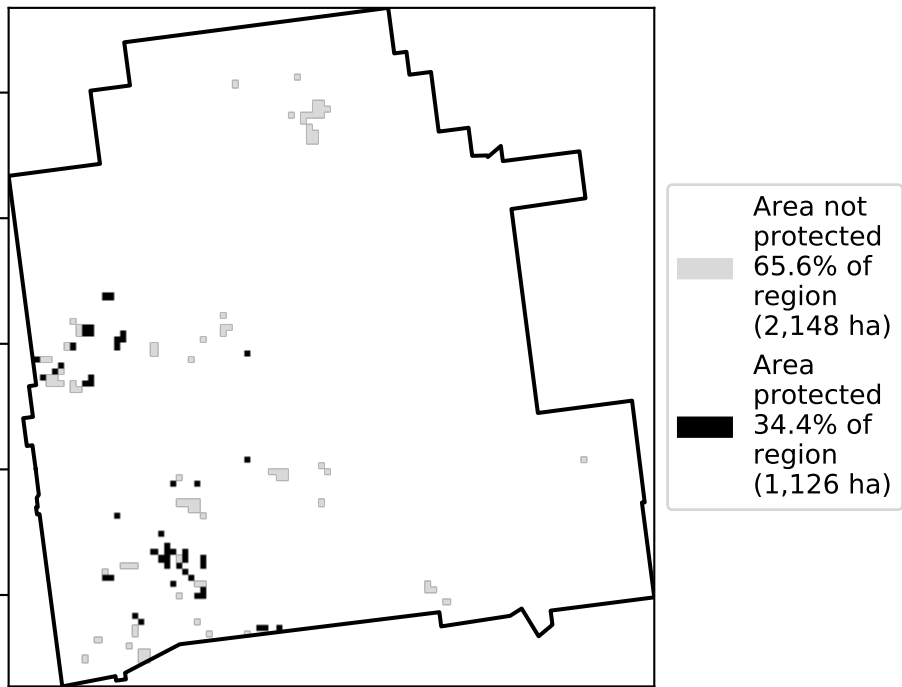 Area not
protected
65.6% of
region
(2,148 ha)
Area
protected
34.4% of
region
(1,126 ha)